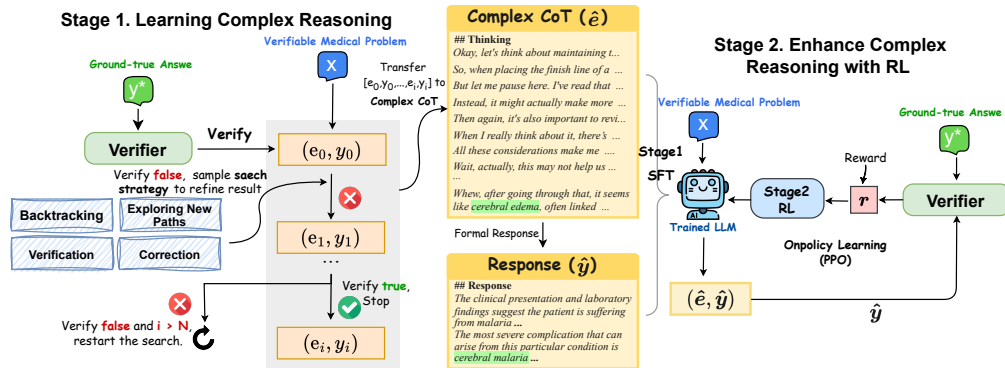 Stage 1. Learning Complex Reasoning
Verifiable Medical Problem
x
Ground-true Answe
y*
Verifier
Verify
(e₀, y₀)
Verify false, sample saech
strategy to refine result
Backtracking
Exploring New
Paths
Verification
Correction
(e₁, y₁)
...
Verify true,
Stop
Verify false and i > N,
restart the search.
(eᵢ, yᵢ)
Transfer
[e₀,y₀,...,eᵢ,yᵢ] to
Complex CoT
Complex CoT (ê)
## Thinking
Okay, let's think about maintaining t...
So, when placing the finish line of a ...
But let me pause here. I've read that ...
Instead, it might actually make more ...
Then again, it's also important to revi...
When I really think about it, there's ...
All these considerations make me ...
Wait, actually, this may not help us ...
...
Whew, after going through that, it seems
like cerebral edema, often linked ...
Formal Response
Response (ŷ)
## Response
The clinical presentation and laboratory
findings suggest the patient is suffering
from malaria ...
The most severe complication that can
arise from this particular condition is
cerebral malaria ...
Stage 2. Enhance Complex
Reasoning with RL
Verifiable Medical Problem
x
Stage1
SFT
AI
Trained LLM
Stage2
RL
Reward
r
Ground-true Answe
y*
Verifier
Onpolicy Learning
(PPO)
(ê, ŷ)
ŷ